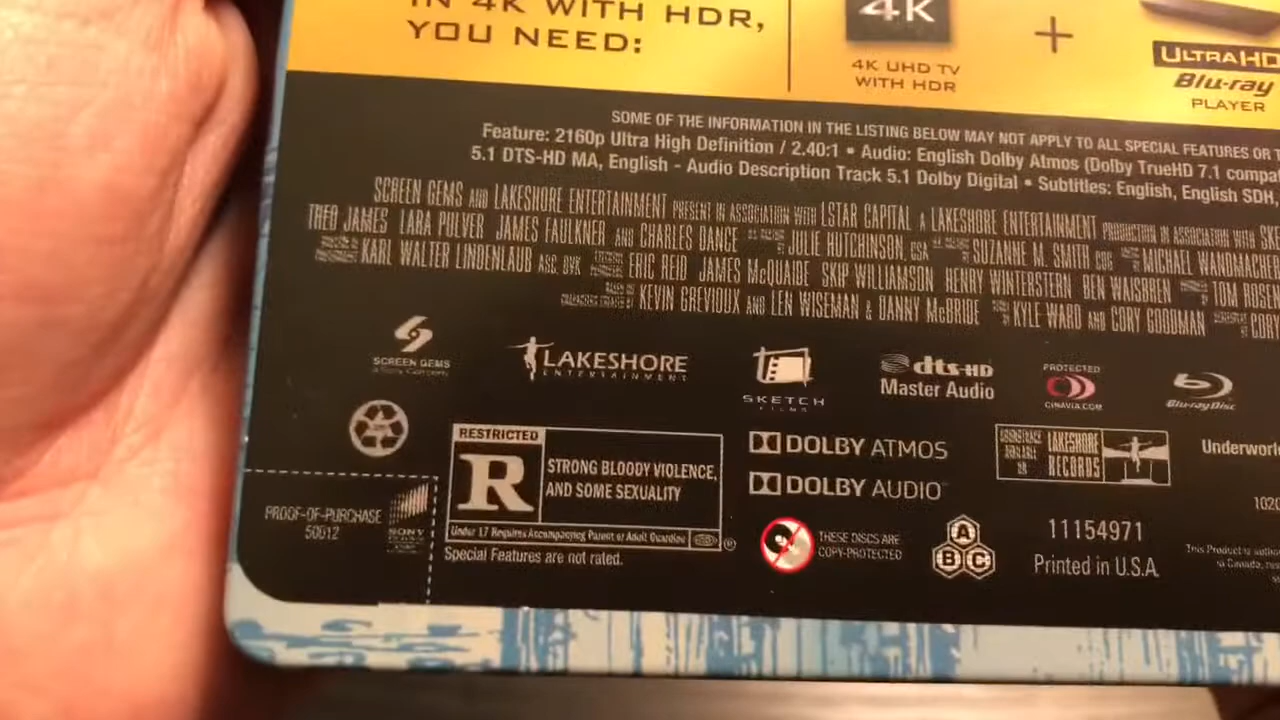 IN 4K WITH HDR,
YOU NEED:
4K
4K UHD TV
WITH HDR
+
ULTRA HD
Blu-ray
PLAYER
SOME OF THE INFORMATION IN THE LISTING BELOW MAY NOT APPLY TO ALL SPECIAL FEATURES OR
Feature: 2160p Ultra High Definition / 2.40:1 • Audio: English Dolby Atmos (Dolby TrueHD 7.1
5.1 DTS-HD MA, English - Audio Description Track 5.1 Dolby Digital • Subtitles: English, English SDH,
SCREEN GEMS AND LAKESHORE ENTERTAINMENT PRESENT IN ASSOCIATION WITH LSTAR CAPITAL A LAKESHORE ENTERTAINMENT PRODUCTION IN ASSOCIATION WITH
THEO JAMES LARA PULVER JAMES FAULKNER AND CHARLES DANCE JULIE HUTCHINSON, CSA SUZANNE M. SMITH MICHAEL
KARL WALTER LINDENLAUB ASC, BVK ERIC REID JAMES McQUAIDE SKIP WILLIAMSON HENRY WINTERSTERN BEN WAISBREN TOM
KEVIN GREVIOUX AND LEN WISEMAN & DANNY McBRIDE KYLE WARD AND CORY GOODMAN CORY
SCREEN GEMS
a Sony Company
LAKESHORE
ENTERTAINMENT
SKETCH
FILMS
dts-HD
Master Audio
PROTECTED
CINAVIA.COM
Blu-ray Disc
RESTRICTED
R
STRONG BLOODY VIOLENCE,
AND SOME SEXUALITY
Under 17 Requires Accompanying Parent or Adult Guardian
®
Special Features are not rated.
PROOF-OF-PURCHASE
50612
SONY
DOLBY ATMOS
DOLBY AUDIO
SOUNDTRACK
AVAILABLE
ON
LAKESHORE
RECORDS
THESE DISCS ARE
COPY-PROTECTED
A
B C
11154971
Printed in U.S.A.